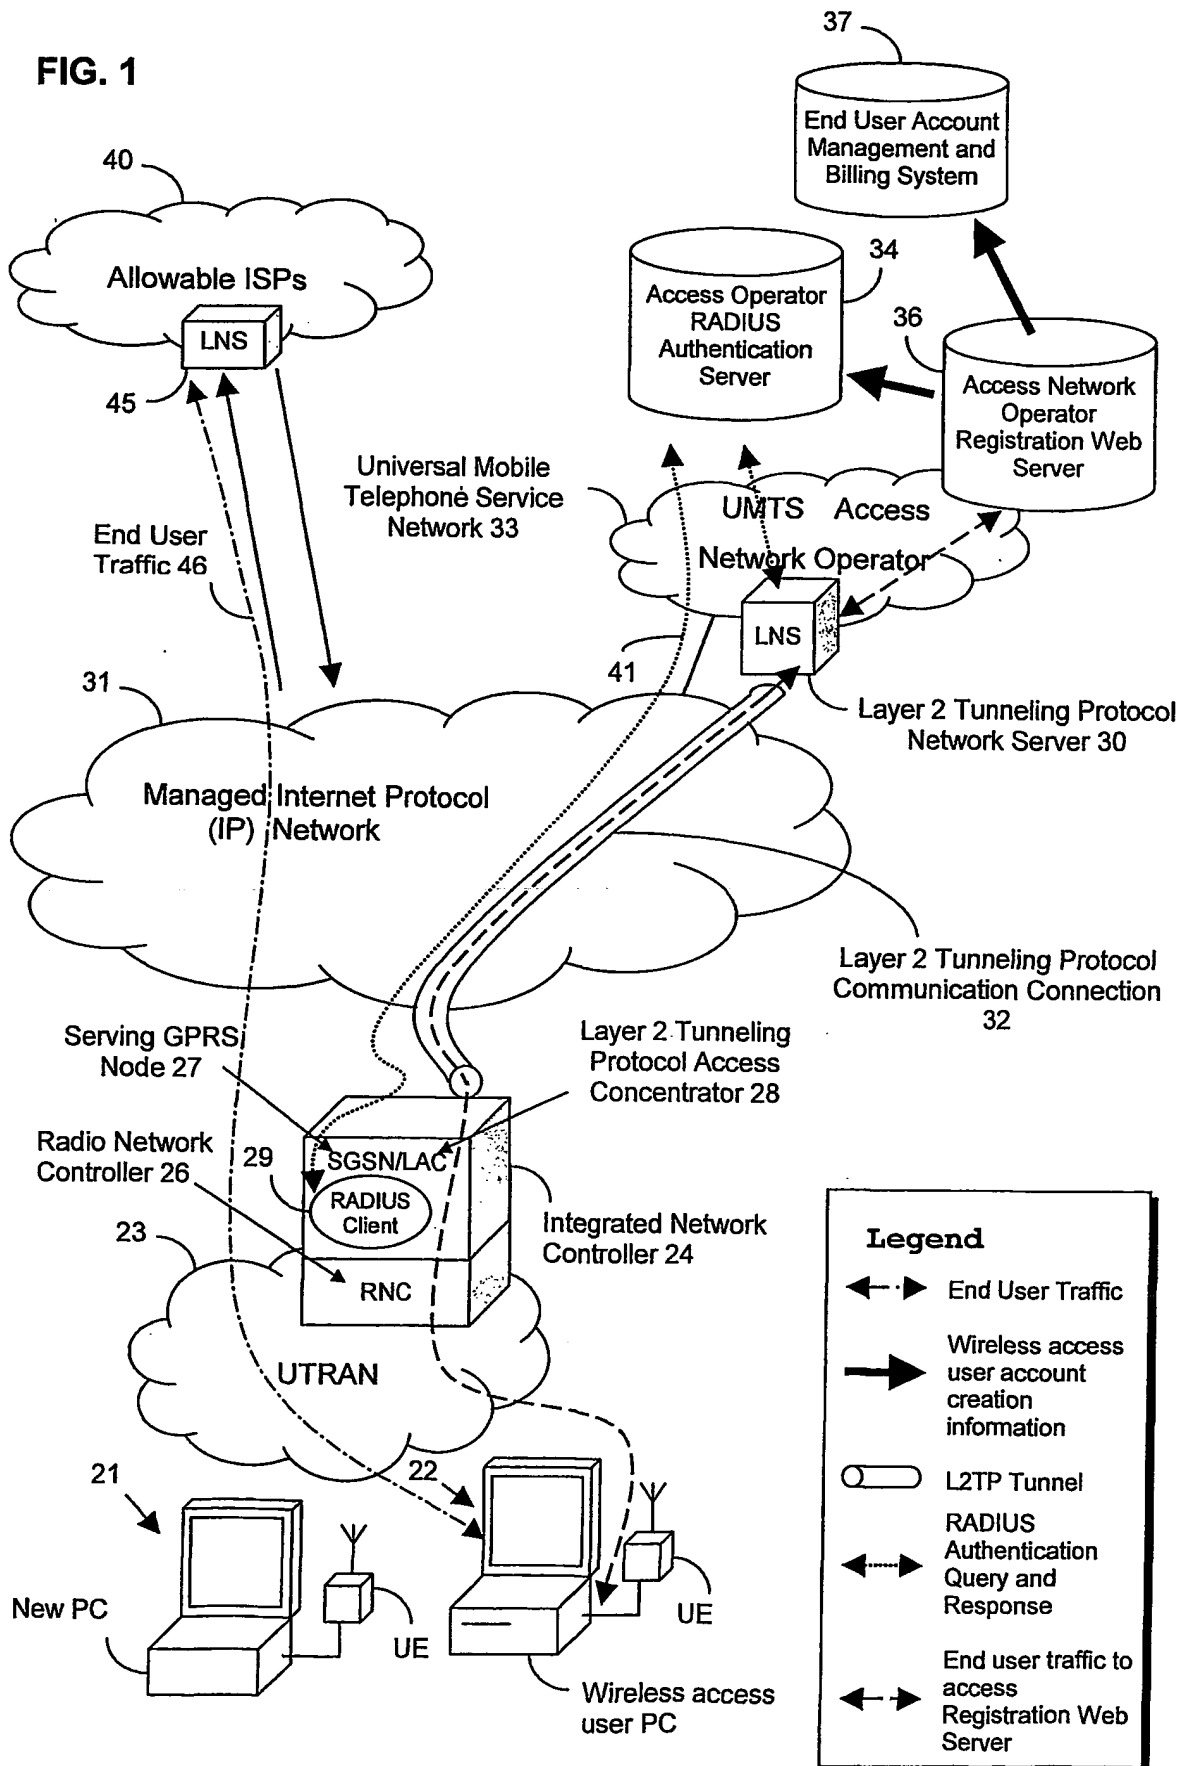 FIG. 1
37
End User Account
Management and
Billing System
40
Allowable ISPs
LNS
45
34
Access Operator
RADIUS
Authentication
Server
36
Access Network
Operator
Registration Web
Server
Universal Mobile
Telephone Service
Network 33
UMTS Access
Network Operator
End User
Traffic 46
LNS
41
31
Layer 2 Tunneling Protocol
Network Server 30
Managed Internet Protocol
(IP) Network
Layer 2 Tunneling Protocol
Communication Connection
32
Serving GPRS
Node 27
Layer 2 Tunneling
Protocol Access
Concentrator 28
Radio Network
Controller 26
29
SGSN/LAC
RADIUS
Client
Integrated Network
Controller 24
23
RNC
UTRAN
21
22
New PC
UE
UE
Wireless access
user PC
Legend
End User Traffic
Wireless access
user account
creation
information
L2TP Tunnel
RADIUS
Authentication
Query and
Response
End user traffic to
access
Registration Web
Server